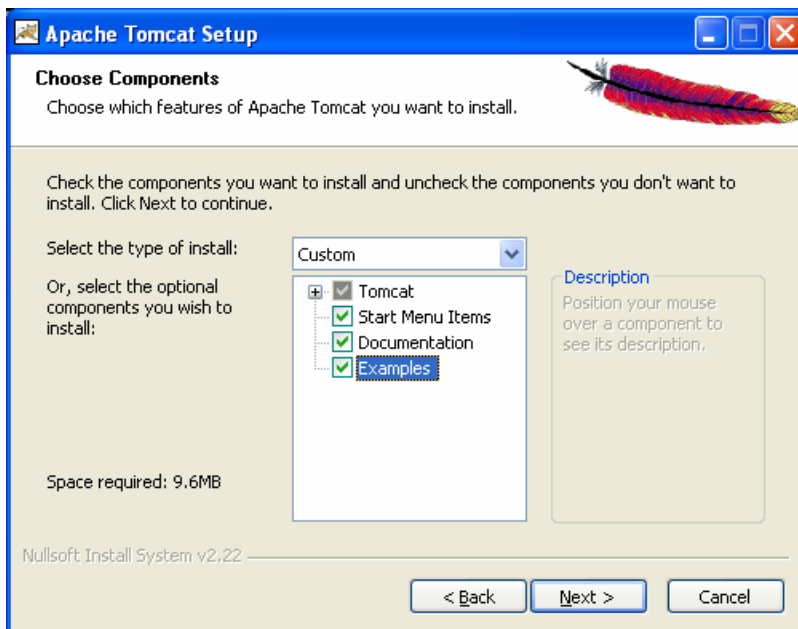 Apache Tomcat Setup
Choose Components
Choose which features of Apache Tomcat you want to install.
Check the components you want to install and uncheck the components you don't want to
install. Click Next to continue.
Select the type of install:
Custom
Or, select the optional
components you wish to
install:
Tomcat
Start Menu Items
Documentation
Examples
Description
Position your mouse
over a component to
see its description.
Space required: 9.6MB
Nullsoft Install System v2.22
< Back
Next >
Cancel